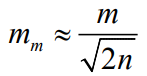 m_m ≈ m / √(2n)